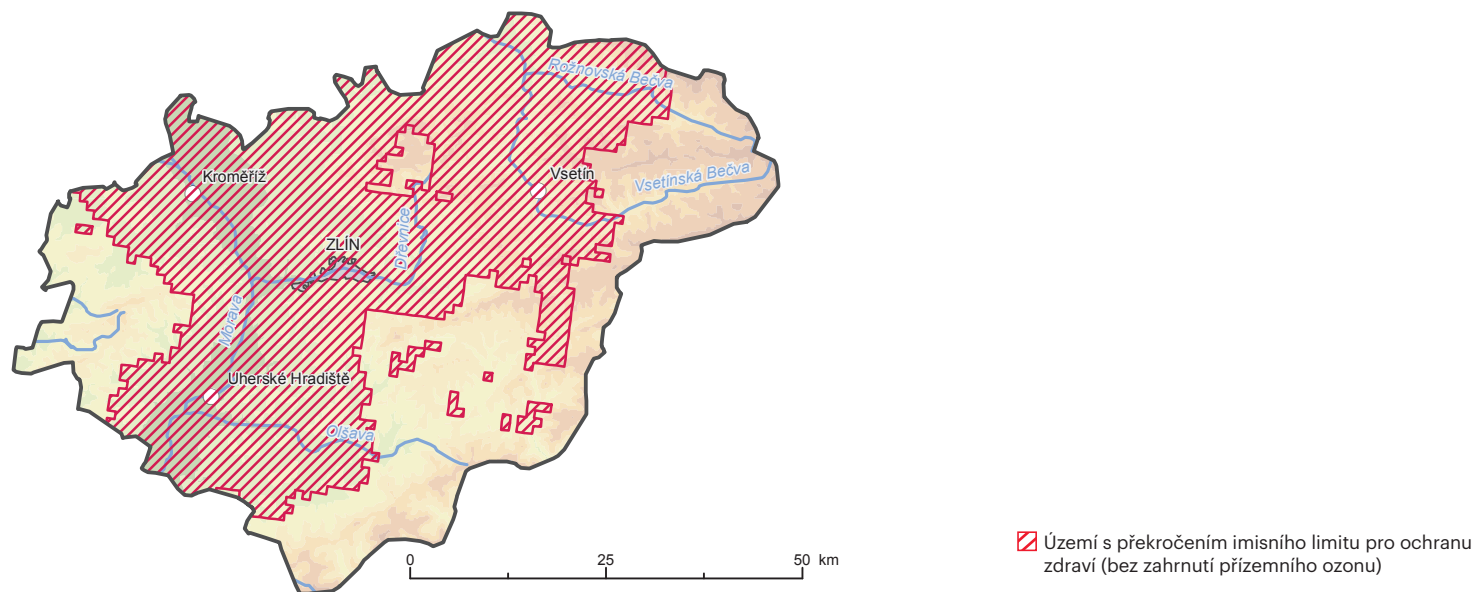 Rožnovská Bečva
Kroměříž
Vsetín
Vsetínská Bečva
Dřevnice
ZLÍN
Morava
Uherské Hradiště
Olšava
0 25 50 km
Území s překročením imisního limitu pro ochranu
zdraví (bez zahrnutí přízemního ozonu)